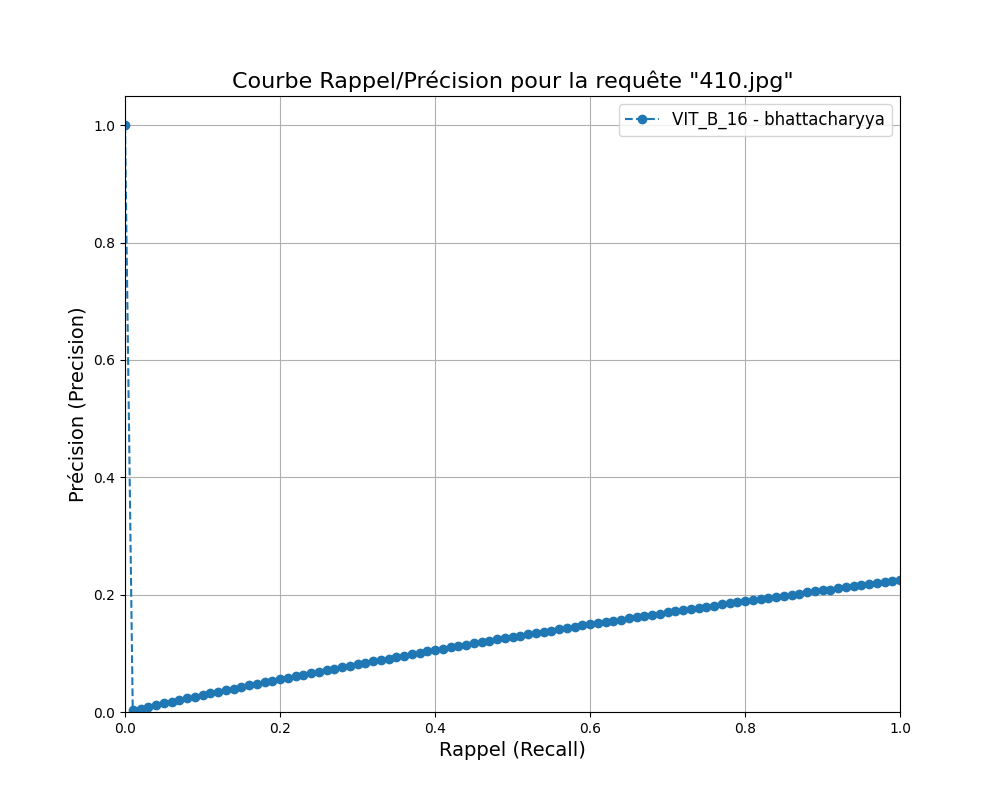 Courbe Rappel/Précision pour la requête "410.jpg"
VIT_B_16 - bhattacharyya
1.0
0.8
0.6
0.4
0.2
0.0
Précision (Precision)
0.0 0.2 0.4 0.6 0.8 1.0
Rappel (Recall)